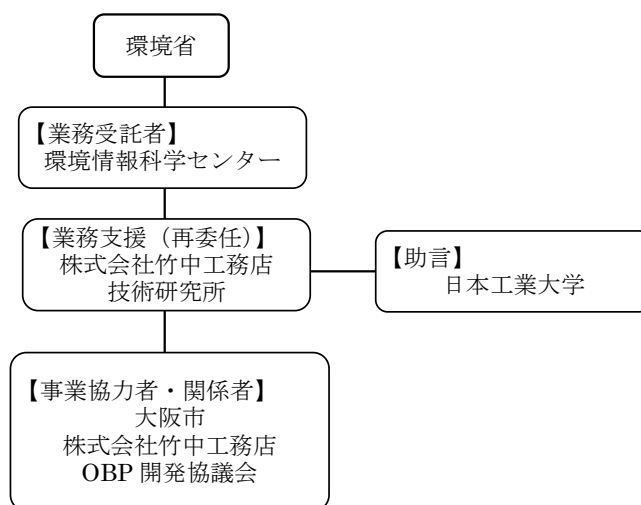 環境省
【業務受託者】
環境情報科学センター
【業務支援（再委任）】
株式会社竹中工務店
技術研究所
【助言】
日本工業大学
【事業協力者・関係者】
大阪市
株式会社竹中工務店
OBP 開発協議会